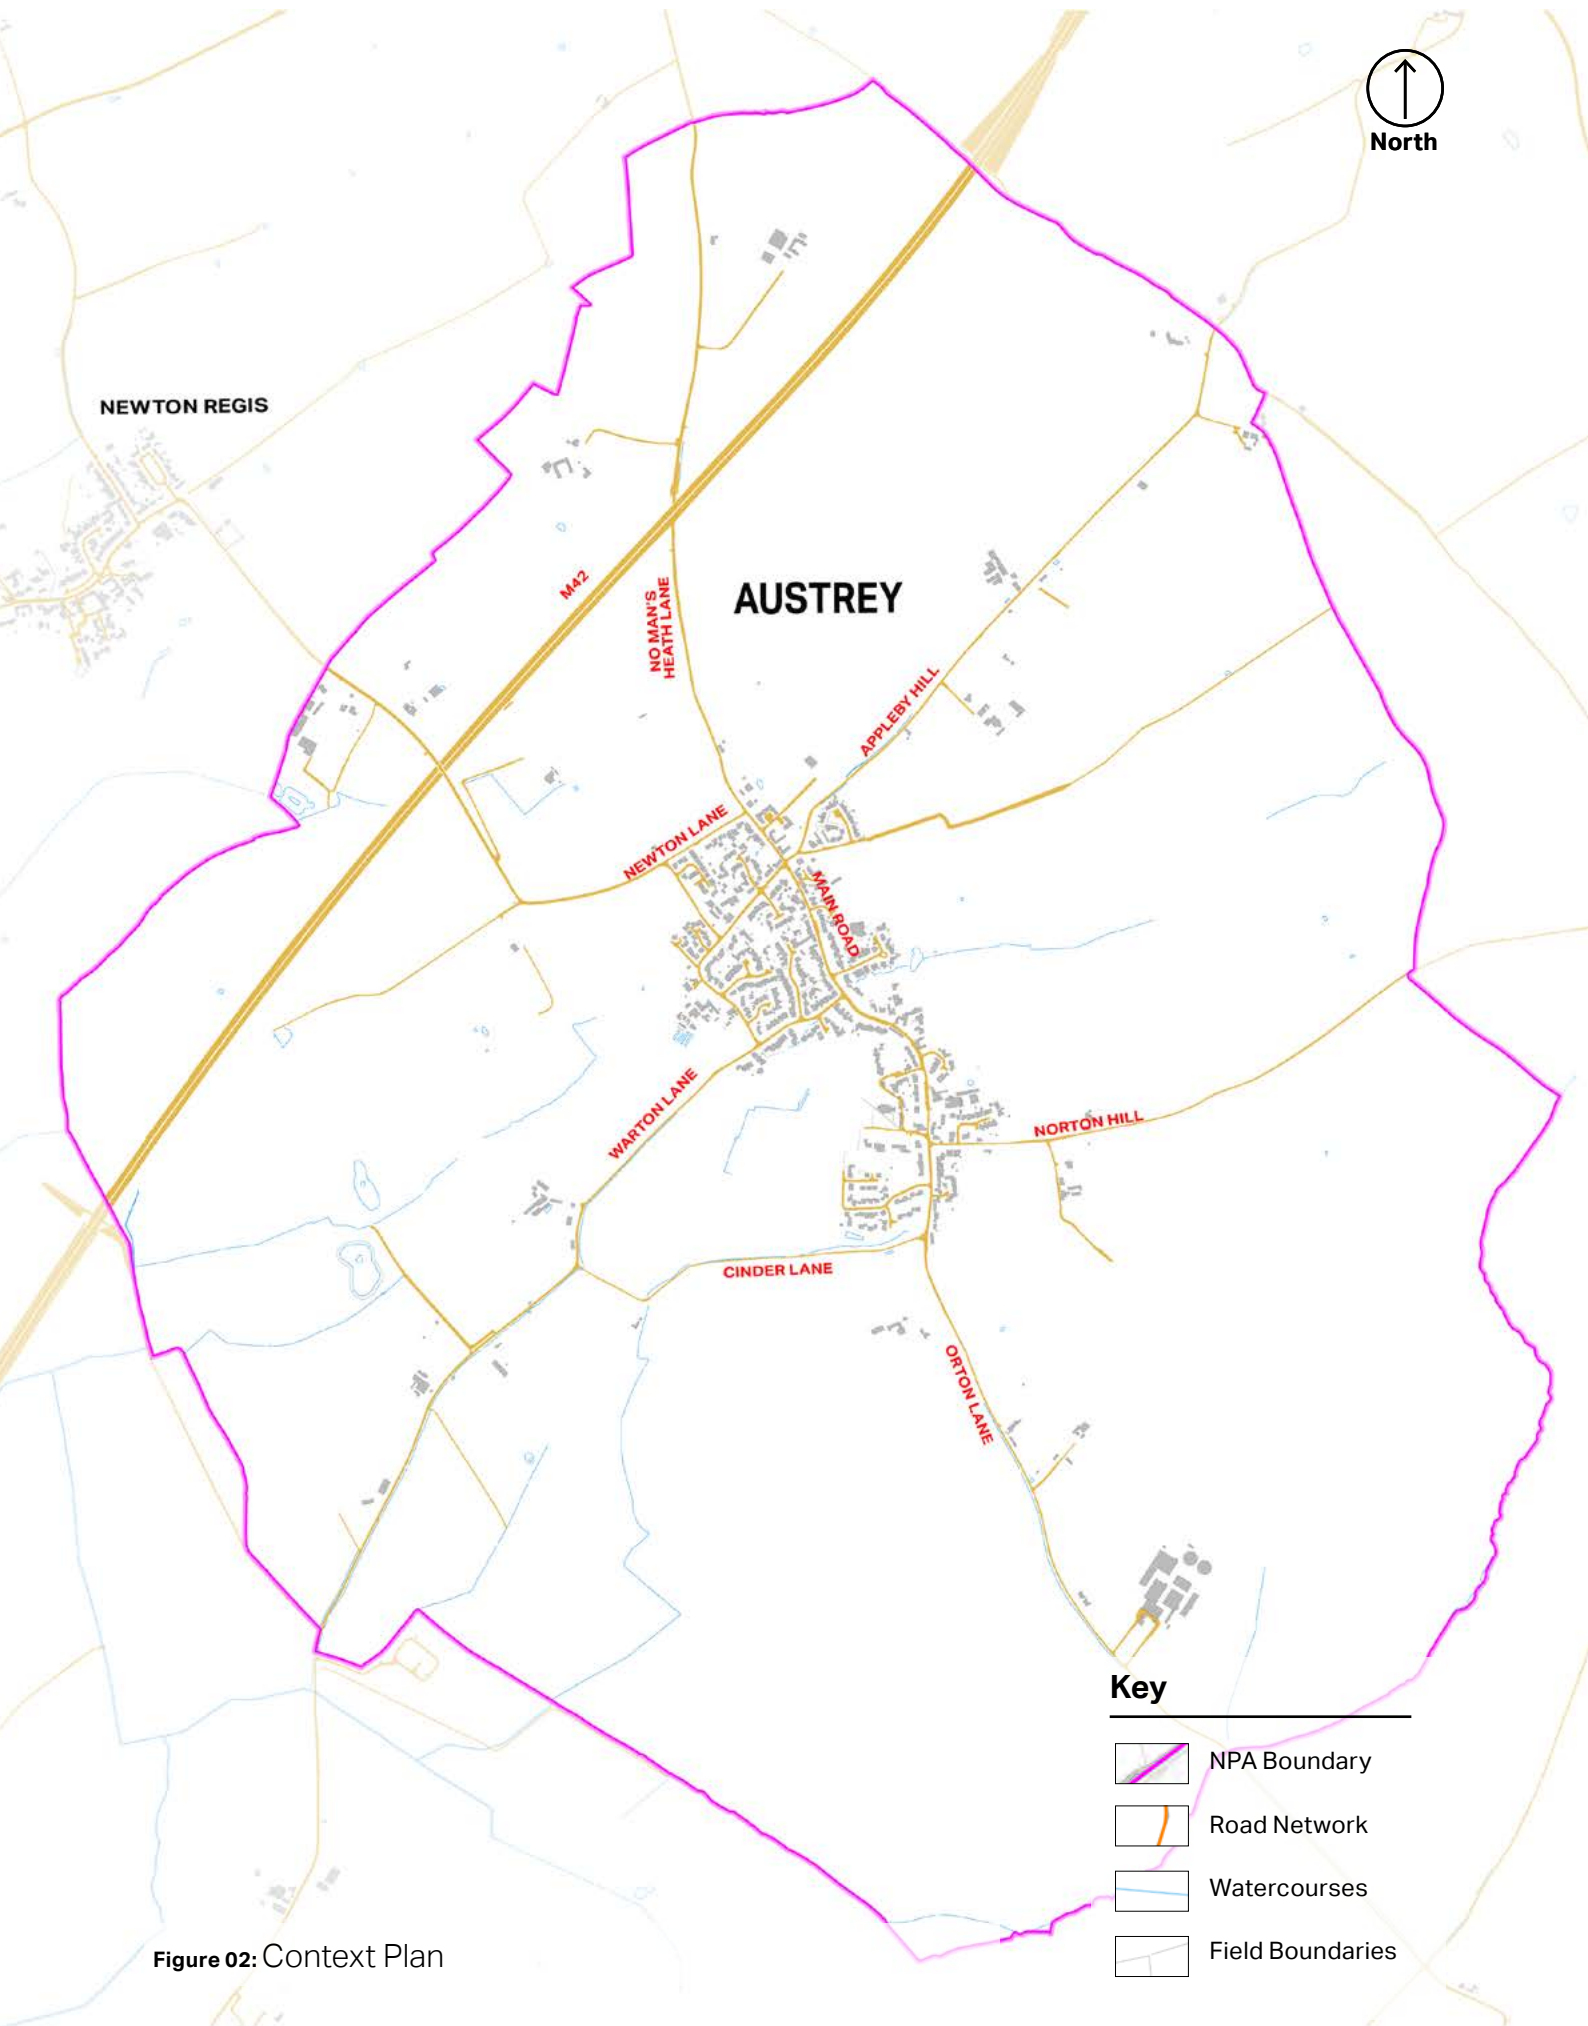 North
NEWTON REGIS
M42
NO MAN'S
HEATH LANE
AUSTREY
APPLEBY HILL
NEWTON LANE
MAIN ROAD
WARTON LANE
NORTON HILL
CINDER LANE
ORTON LANE
Key
NPA Boundary
Road Network
Watercourses
Field Boundaries
Figure 02: Context Plan